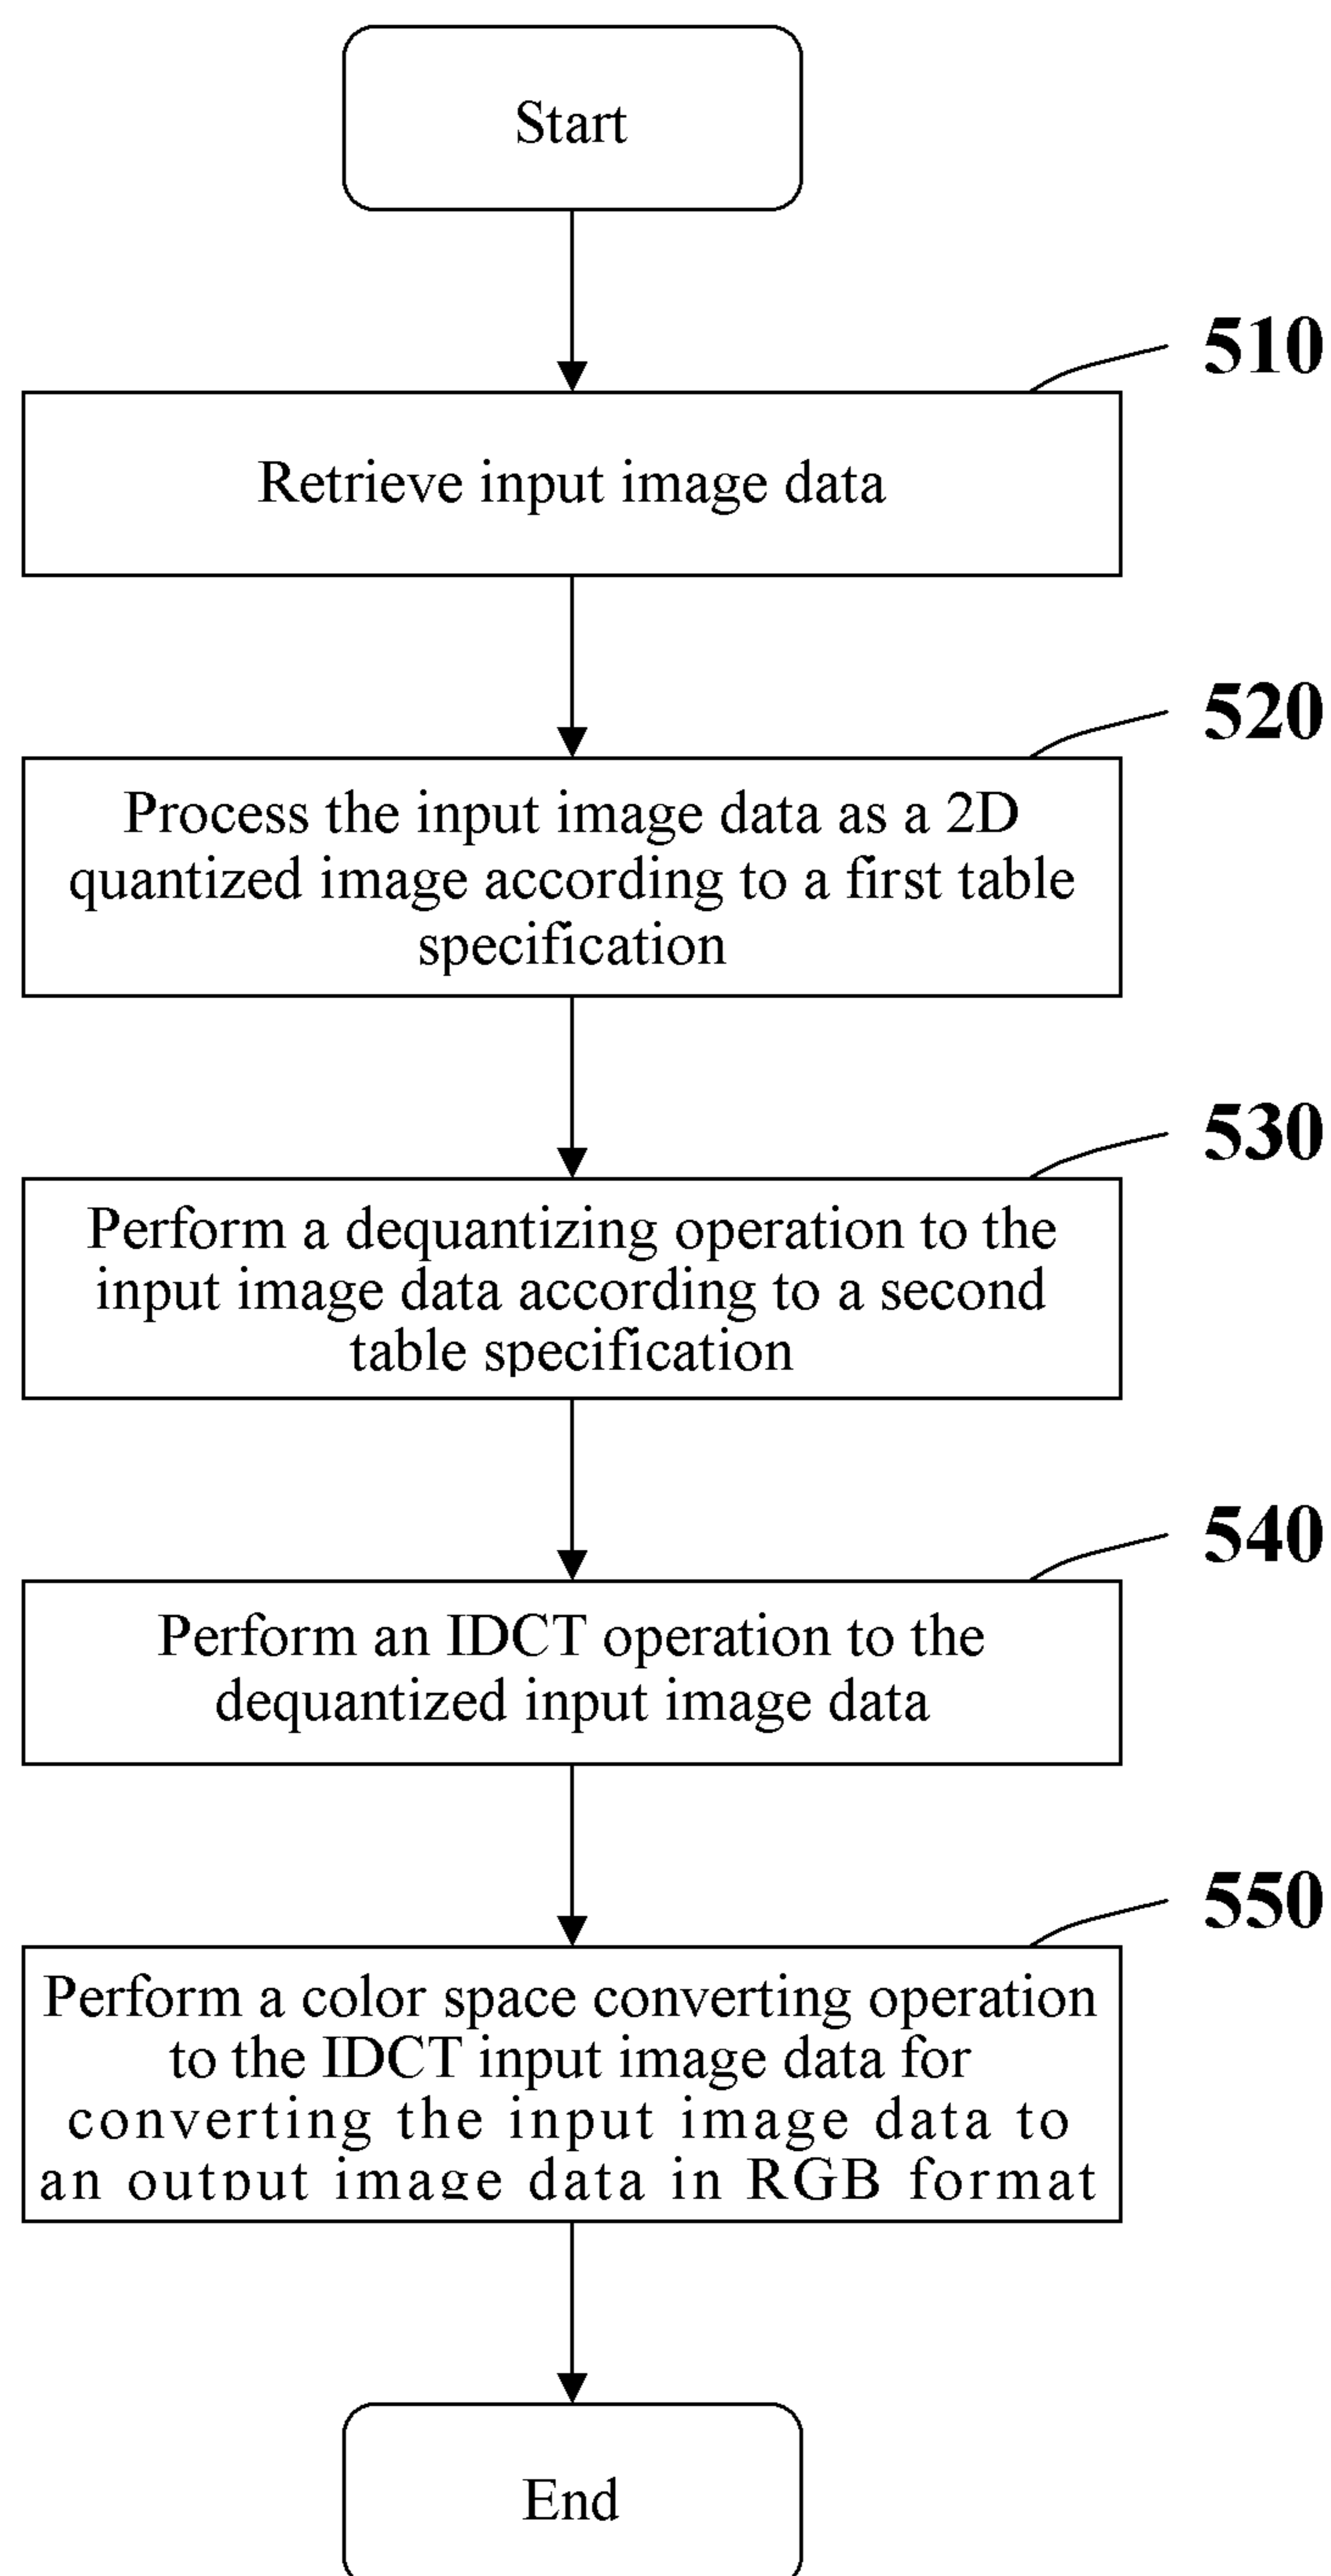 Start
510
Retrieve input image data
520
Process the input image data as a 2D
quantized image according to a first table
specification
530
Perform a dequantizing operation to the
input image data according to a second
table specification
540
Perform an IDCT operation to the
dequantized input image data
550
Perform a color space converting operation
to the IDCT input image data for
converting the input image data to
an output image data in RGB format
End